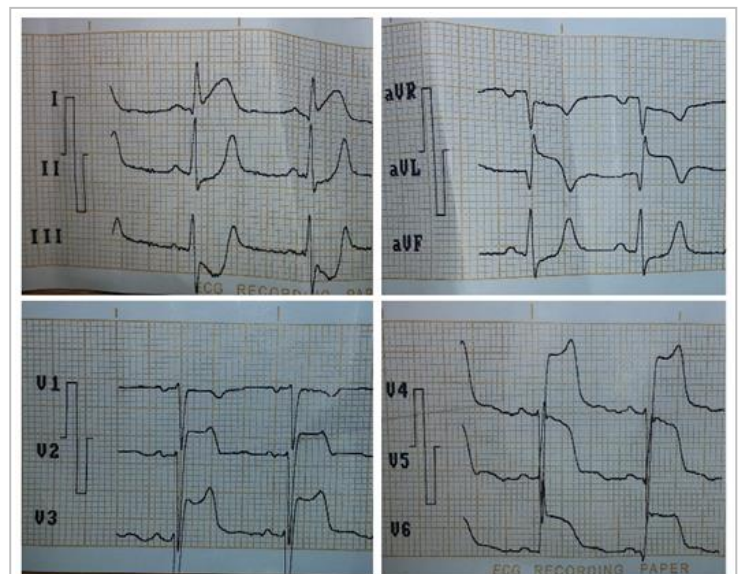 I
II
III
ECG RECORDING PAP
aVR
aVL
aVF
V1
V2
V3
V4
V5
V6
ECG RECORDING PAPER